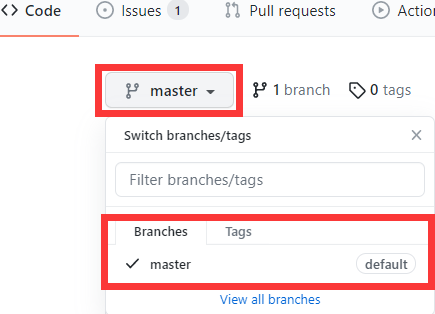 Code Issues 1 Pull requests Actio
master 1 branch 0 tags
Switch branches/tags
Filter branches/tags
Branches Tags
master default
View all branches